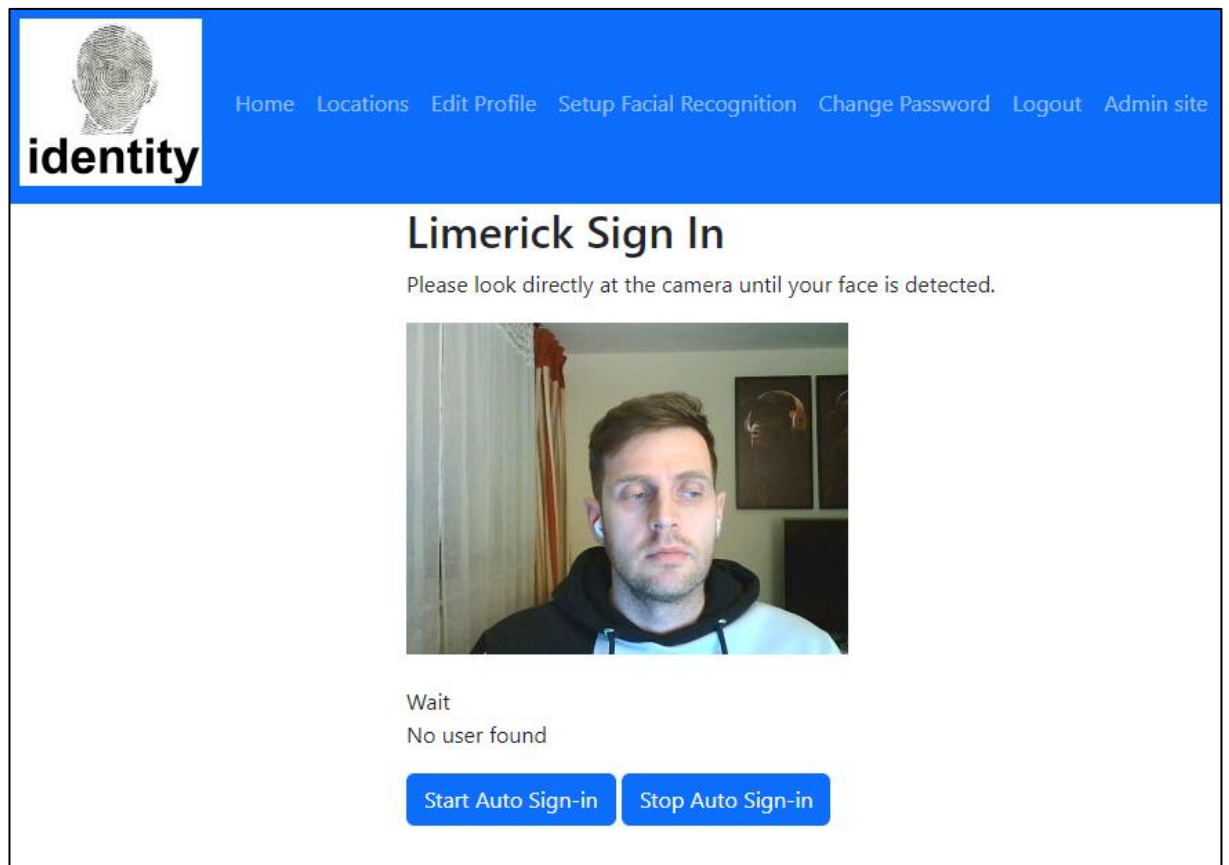 identity
Home Locations Edit Profile Setup Facial Recognition Change Password Logout Admin site
Limerick Sign In
Please look directly at the camera until your face is detected.
Wait
No user found
Start Auto Sign-in Stop Auto Sign-in